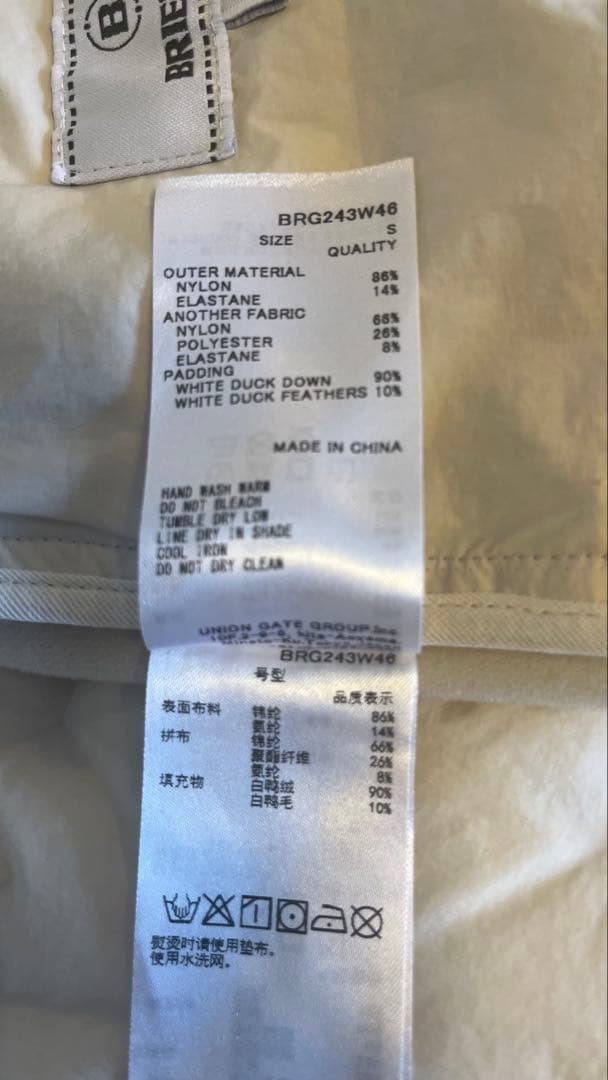 BRG243W46
SIZE S
QUALITY
OUTER MATERIAL
NYLON 86%
ELASTANE 14%
ANOTHER FABRIC
NYLON 66%
POLYESTER 26%
ELASTANE 8%
PADDING
WHITE DUCK DOWN 90%
WHITE DUCK FEATHERS 10%
MADE IN CHINA
HAND WASH WARM
DO NOT BLEACH
TUMBLE DRY LOW
LINE DRY IN SHADE
COOL IRON
DO NOT DRY CLEAN
UNION GATE GROUP.inc
BRG243W46
号型
品质表示
表面布料 锦纶 86%
氨纶 14%
拼布 锦纶 66%
聚酯纤维 26%
氨纶 8%
填充物 白鸭绒 90%
白鸭毛 10%
熨烫时请使用垫布。
使用水洗网。